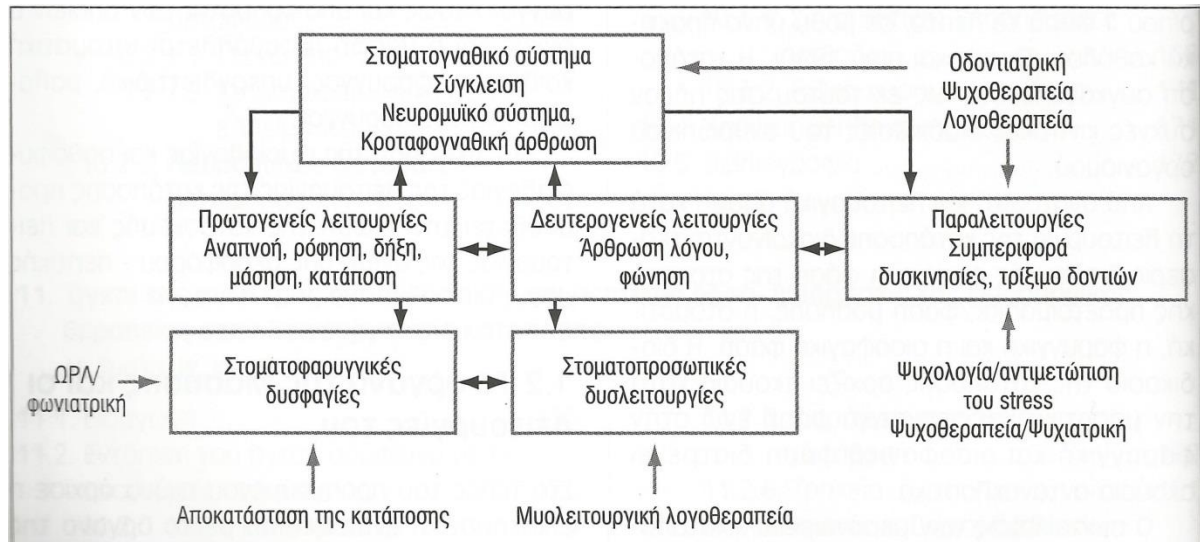 Στοματογναθικό σύστημα
Σύγκλειση
Νευρομυϊκό σύστημα,
Κροταφογναθική άρθρωση
Οδοντιατρική
Ψυχοθεραπεία
Λογοθεραπεία
Πρωτογενείς λειτουργίες
Αναπνοή, ρόφηση, δήξη,
μάσηση, κατάποση
Δευτερογενείς λειτουργίες
Άρθρωση λόγου,
φώνηση
Παραλειτουργίες
Συμπεριφορά
δυσκινησίες, τρίξιμο δοντιών
ΩΡΛ/
φωνιατρική
Στοματοφαρυγγικές
δυσφαγίες
Στοματοπροσωπικές
δυσλειτουργίες
Ψυχολογία/αντιμετώπιση
του stress
Ψυχοθεραπεία/Ψυχιατρική
Αποκατάσταση της κατάποσης
Μυολειτουργική λογοθεραπεία